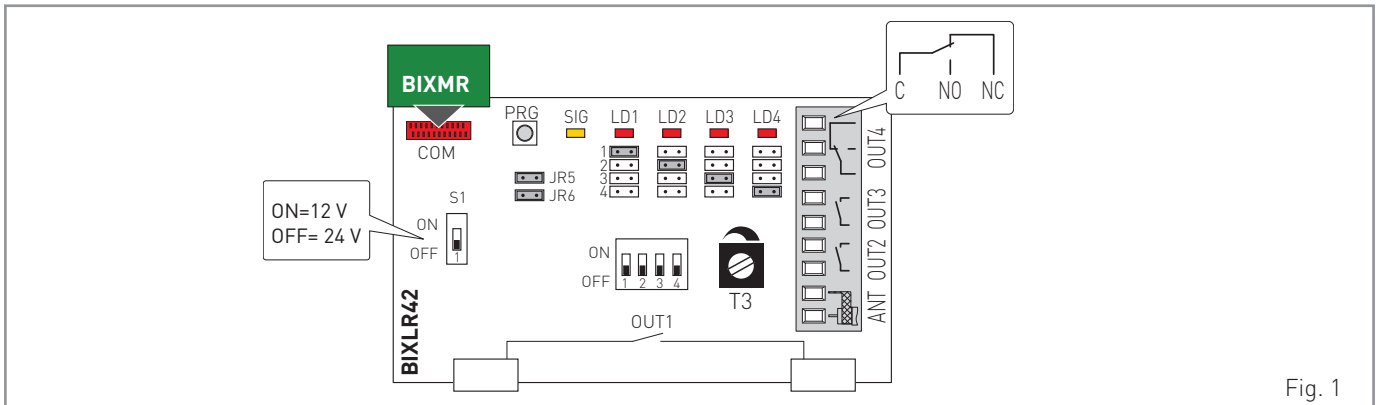 C NO NC
BIXMR
COM
PRG
SIG
LD1
LD2
LD3
LD4
1
2
3
4
JR5
JR6
ON=12 V
OFF= 24 V
S1
ON
OFF
1
ON
OFF
1 2 3 4
T3
OUT4
OUT3
OUT2
ANT
OUT1
BIXLR42
Fig. 1